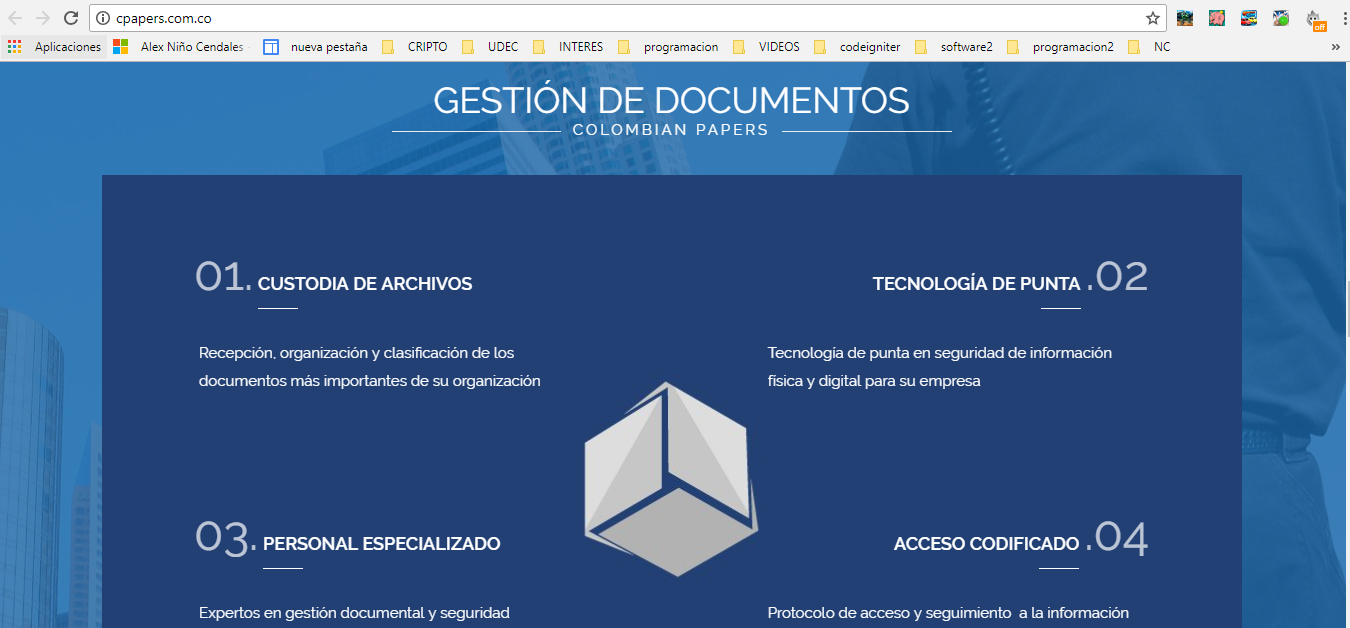 cpapers.com.co
Aplicaciones Alex Niño Cendales nueva pestaña CRIPTO UDEC INTERES programacion VIDEOS codeigniter software2 programacion2 NC »
off
GESTIÓN DE DOCUMENTOS
COLOMBIAN PAPERS
01. CUSTODIA DE ARCHIVOS
Recepción, organización y clasificación de los
documentos más importantes de su organización
TECNOLOGÍA DE PUNTA .02
Tecnología de punta en seguridad de información
física y digital para su empresa
03. PERSONAL ESPECIALIZADO
Expertos en gestión documental y seguridad
ACCESO CODIFICADO .04
Protocolo de acceso y seguimiento a la información